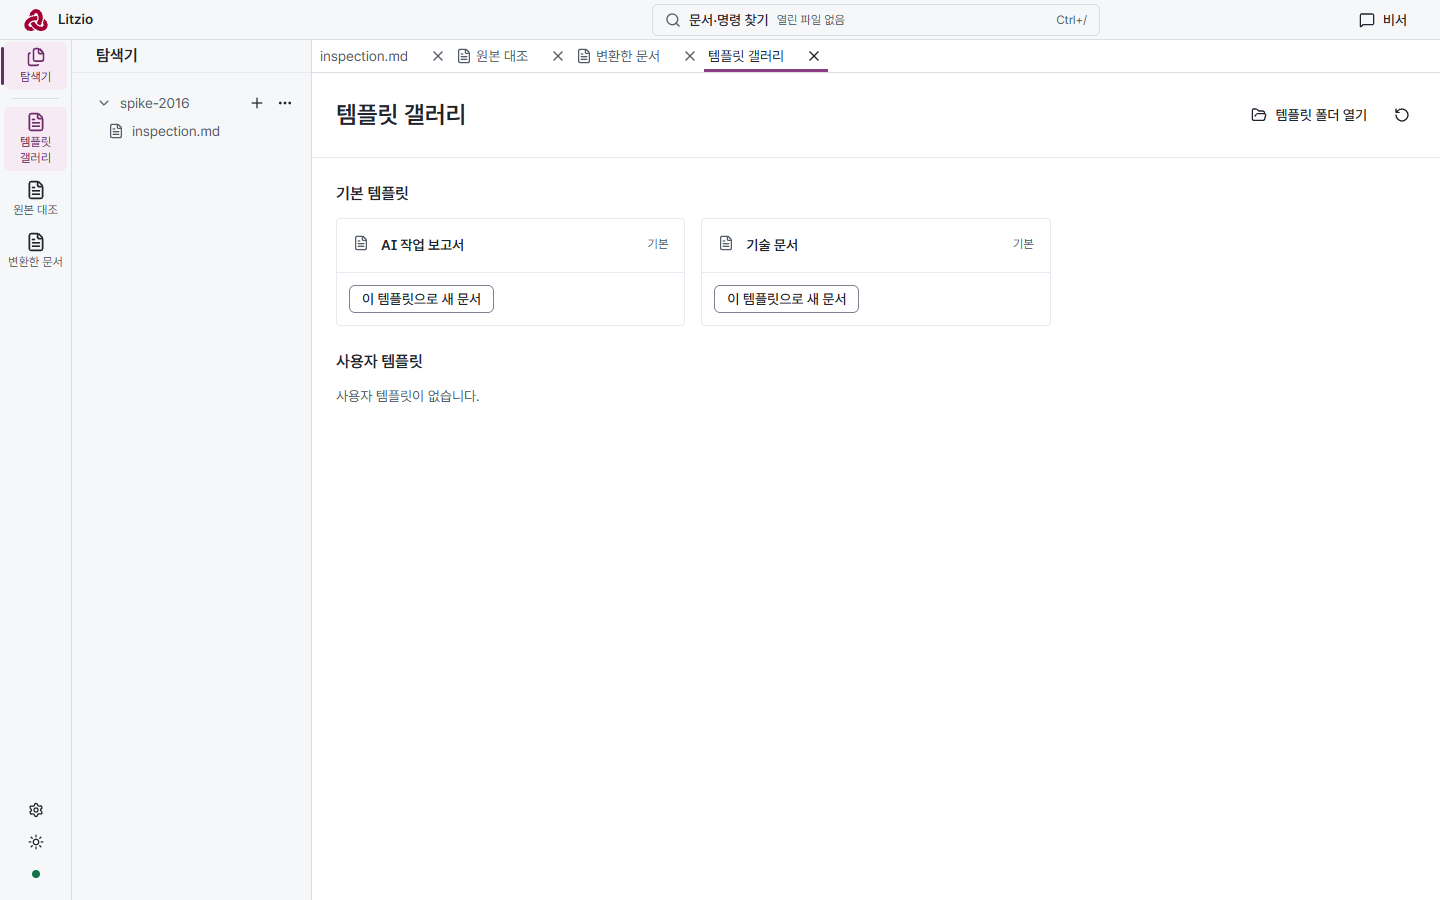 Litzio
문서·명령 찾기 열린 파일 없음 Ctrl+/
비서
탐색기
템플릿
갤러리
원본 대조
변환한 문서
탐색기
spike-2016
inspection.md
inspection.md
원본 대조
변환한 문서
템플릿 갤러리
템플릿 갤러리
템플릿 폴더 열기
기본 템플릿
AI 작업 보고서 기본
이 템플릿으로 새 문서
기술 문서 기본
이 템플릿으로 새 문서
사용자 템플릿
사용자 템플릿이 없습니다.